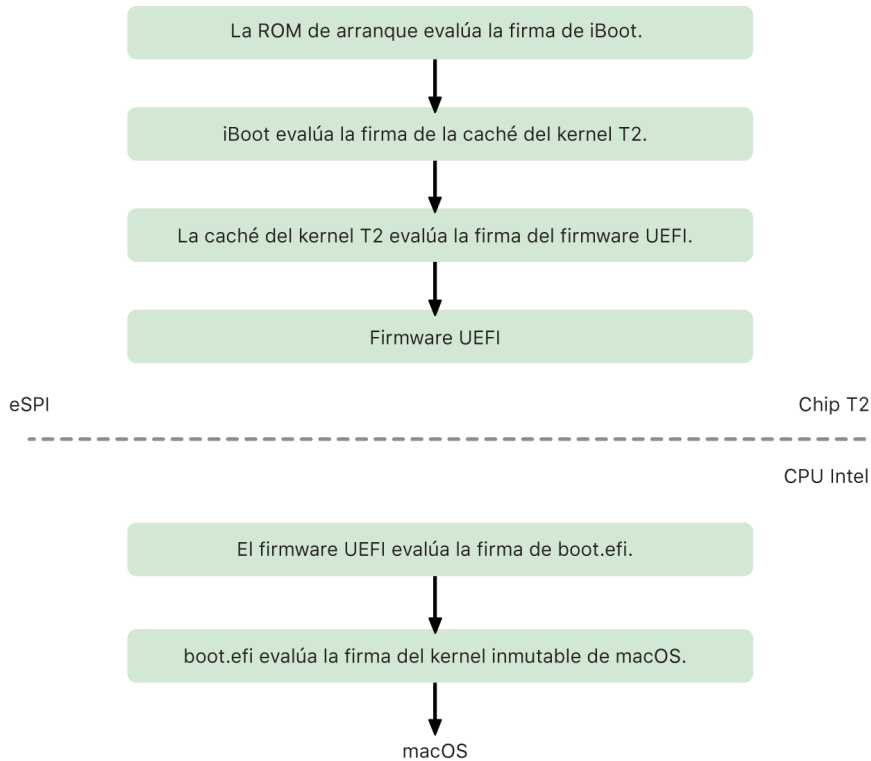 La ROM de arranque evalúa la firma de iBoot.
iBoot evalúa la firma de la caché del kernel T2.
La caché del kernel T2 evalúa la firma del firmware UEFI.
Firmware UEFI
eSPI
Chip T2
CPU Intel
El firmware UEFI evalúa la firma de boot.efi.
boot.efi evalúa la firma del kernel inmutable de macOS.
macOS